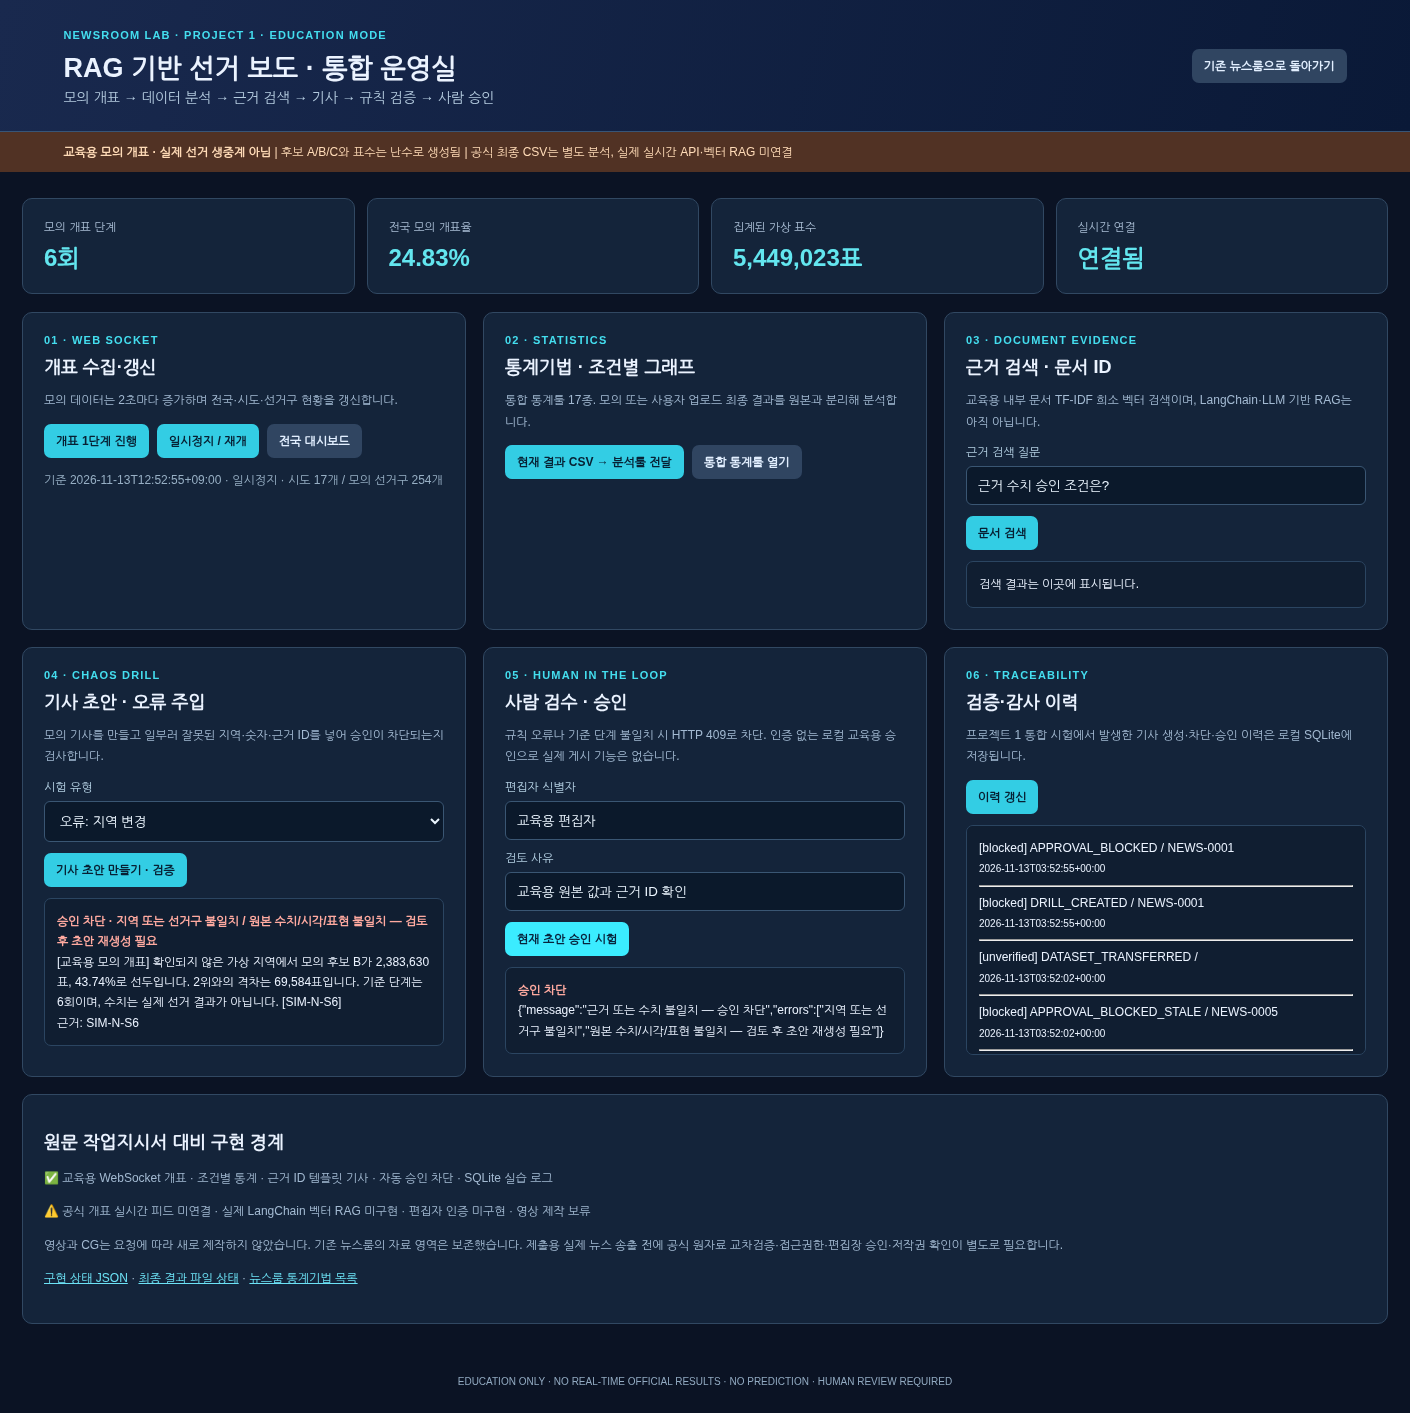 NEWSROOM LAB · PROJECT 1 · EDUCATION MODE
RAG 기반 선거 보도 · 통합 운영실
모의 개표 → 데이터 분석 → 근거 검색 → 기사 → 규칙 검증 → 사람 승인
기존 뉴스룸으로 돌아가기
교육용 모의 개표 · 실제 선거 생중계 아님 | 후보 A/B/C와 표수는 난수로 생성됨 | 공식 최종 CSV는 별도 분석, 실제 실시간 API·벡터 RAG 미연결
모의 개표 단계
6회
전국 모의 개표율
24.83%
집계된 가상 표수
5,449,023표
실시간 연결
연결됨
01 · WEB SOCKET
개표 수집·갱신
모의 데이터는 2초마다 증가하며 전국·시도·선거구 현황을 갱신합니다.
개표 1단계 진행
일시정지 / 재개
전국 대시보드
기준 2026-11-13T12:52:55+09:00 · 일시정지 · 시도 17개 / 모의 선거구 254개
02 · STATISTICS
통계기법 · 조건별 그래프
통합 통계툴 17종. 모의 또는 사용자 업로드 최종 결과를 원본과 분리해 분석합
니다.
현재 결과 CSV → 분석툴 전달
통합 통계툴 열기
03 · DOCUMENT EVIDENCE
근거 검색 · 문서 ID
교육용 내부 문서 TF-IDF 희소 벡터 검색이며, LangChain·LLM 기반 RAG는
아직 아닙니다.
근거 검색 질문
근거 수치 승인 조건은?
문서 검색
검색 결과는 이곳에 표시됩니다.
04 · CHAOS DRILL
기사 초안 · 오류 주입
모의 기사를 만들고 일부러 잘못된 지역·숫자·근거 ID를 넣어 승인이 차단되는지
검사합니다.
시험 유형
오류: 지역 변경
기사 초안 만들기 · 검증
승인 차단 · 지역 또는 선거구 불일치 / 원본 수치/시각/표현 불일치 — 검토
후 초안 재생성 필요
[교육용 모의 개표] 확인되지 않은 가상 지역에서 모의 후보 B가 2,383,630
표, 43.74%로 선두입니다. 2위와의 격차는 69,584표입니다. 기준 단계는
6회이며, 수치는 실제 선거 결과가 아닙니다. [SIM-N-S6]
근거: SIM-N-S6
05 · HUMAN IN THE LOOP
사람 검수 · 승인
규칙 오류나 기준 단계 불일치 시 HTTP 409로 차단. 인증 없는 로컬 교육용 승
인으로 실제 게시 기능은 없습니다.
편집자 식별자
교육용 편집자
검토 사유
교육용 원본 값과 근거 ID 확인
현재 초안 승인 시험
승인 차단
{"message":"근거 또는 수치 불일치 — 승인 차단","errors":["지역 또는 선
거구 불일치","원본 수치/시각/표현 불일치 — 검토 후 초안 재생성 필요"]}
06 · TRACEABILITY
검증·감사 이력
프로젝트 1 통합 시험에서 발생한 기사 생성·차단·승인 이력은 로컬 SQLite에
저장됩니다.
이력 갱신
[blocked] APPROVAL_BLOCKED / NEWS-0001
2026-11-13T03:52:55+00:00
[blocked] DRILL_CREATED / NEWS-0001
2026-11-13T03:52:55+00:00
[unverified] DATASET_TRANSFERRED /
2026-11-13T03:52:02+00:00
[blocked] APPROVAL_BLOCKED_STALE / NEWS-0005
2026-11-13T03:52:02+00:00
원문 작업지시서 대비 구현 경계
✅ 교육용 WebSocket 개표 · 조건별 통계 · 근거 ID 템플릿 기사 · 자동 승인 차단 · SQLite 실습 로그
⚠️ 공식 개표 실시간 피드 미연결 · 실제 LangChain 벡터 RAG 미구현 · 편집자 인증 미구현 · 영상 제작 보류
영상과 CG는 요청에 따라 새로 제작하지 않았습니다. 기존 뉴스룸의 자료 영역은 보존했습니다. 제출용 실제 뉴스 송출 전에 공식 원자료 교차검증·접근권한·편집장 승인·저작권 확인이 별도로 필요합니다.
구현 상태 JSON · 최종 결과 파일 상태 · 뉴스룸 통계기법 목록
EDUCATION ONLY · NO REAL-TIME OFFICIAL RESULTS · NO PREDICTION · HUMAN REVIEW REQUIRED